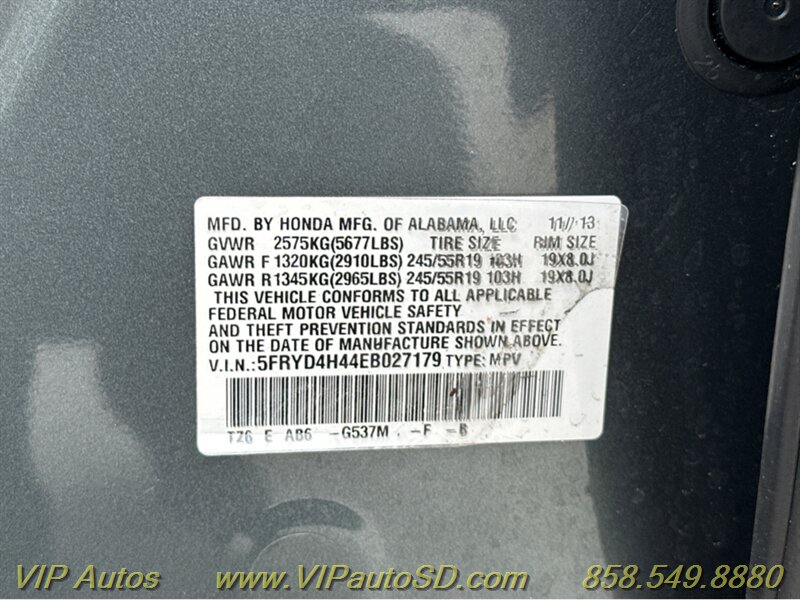 MFD. BY HONDA MFG. OF ALABAMA, LLC 11/13
GVWR 2575KG(5677LBS) TIRE SIZE RIM SIZE
GAWR F 1320KG(2910LBS) 245/55R19 103H 19X8.0J
GAWR R 1345KG(2965LBS) 245/55R19 103H 19X8.0J
THIS VEHICLE CONFORMS TO ALL APPLICABLE
FEDERAL MOTOR VEHICLE SAFETY
AND THEFT PREVENTION STANDARDS IN EFFECT
ON THE DATE OF MANUFACTURE SHOWN ABOVE.
V.I.N.:5FRYD4H44EB027179 TYPE: MPV
TZ6 E AB6 -G537M -F -B
VIP Autos www.VIPautoSD.com 858.549.8880